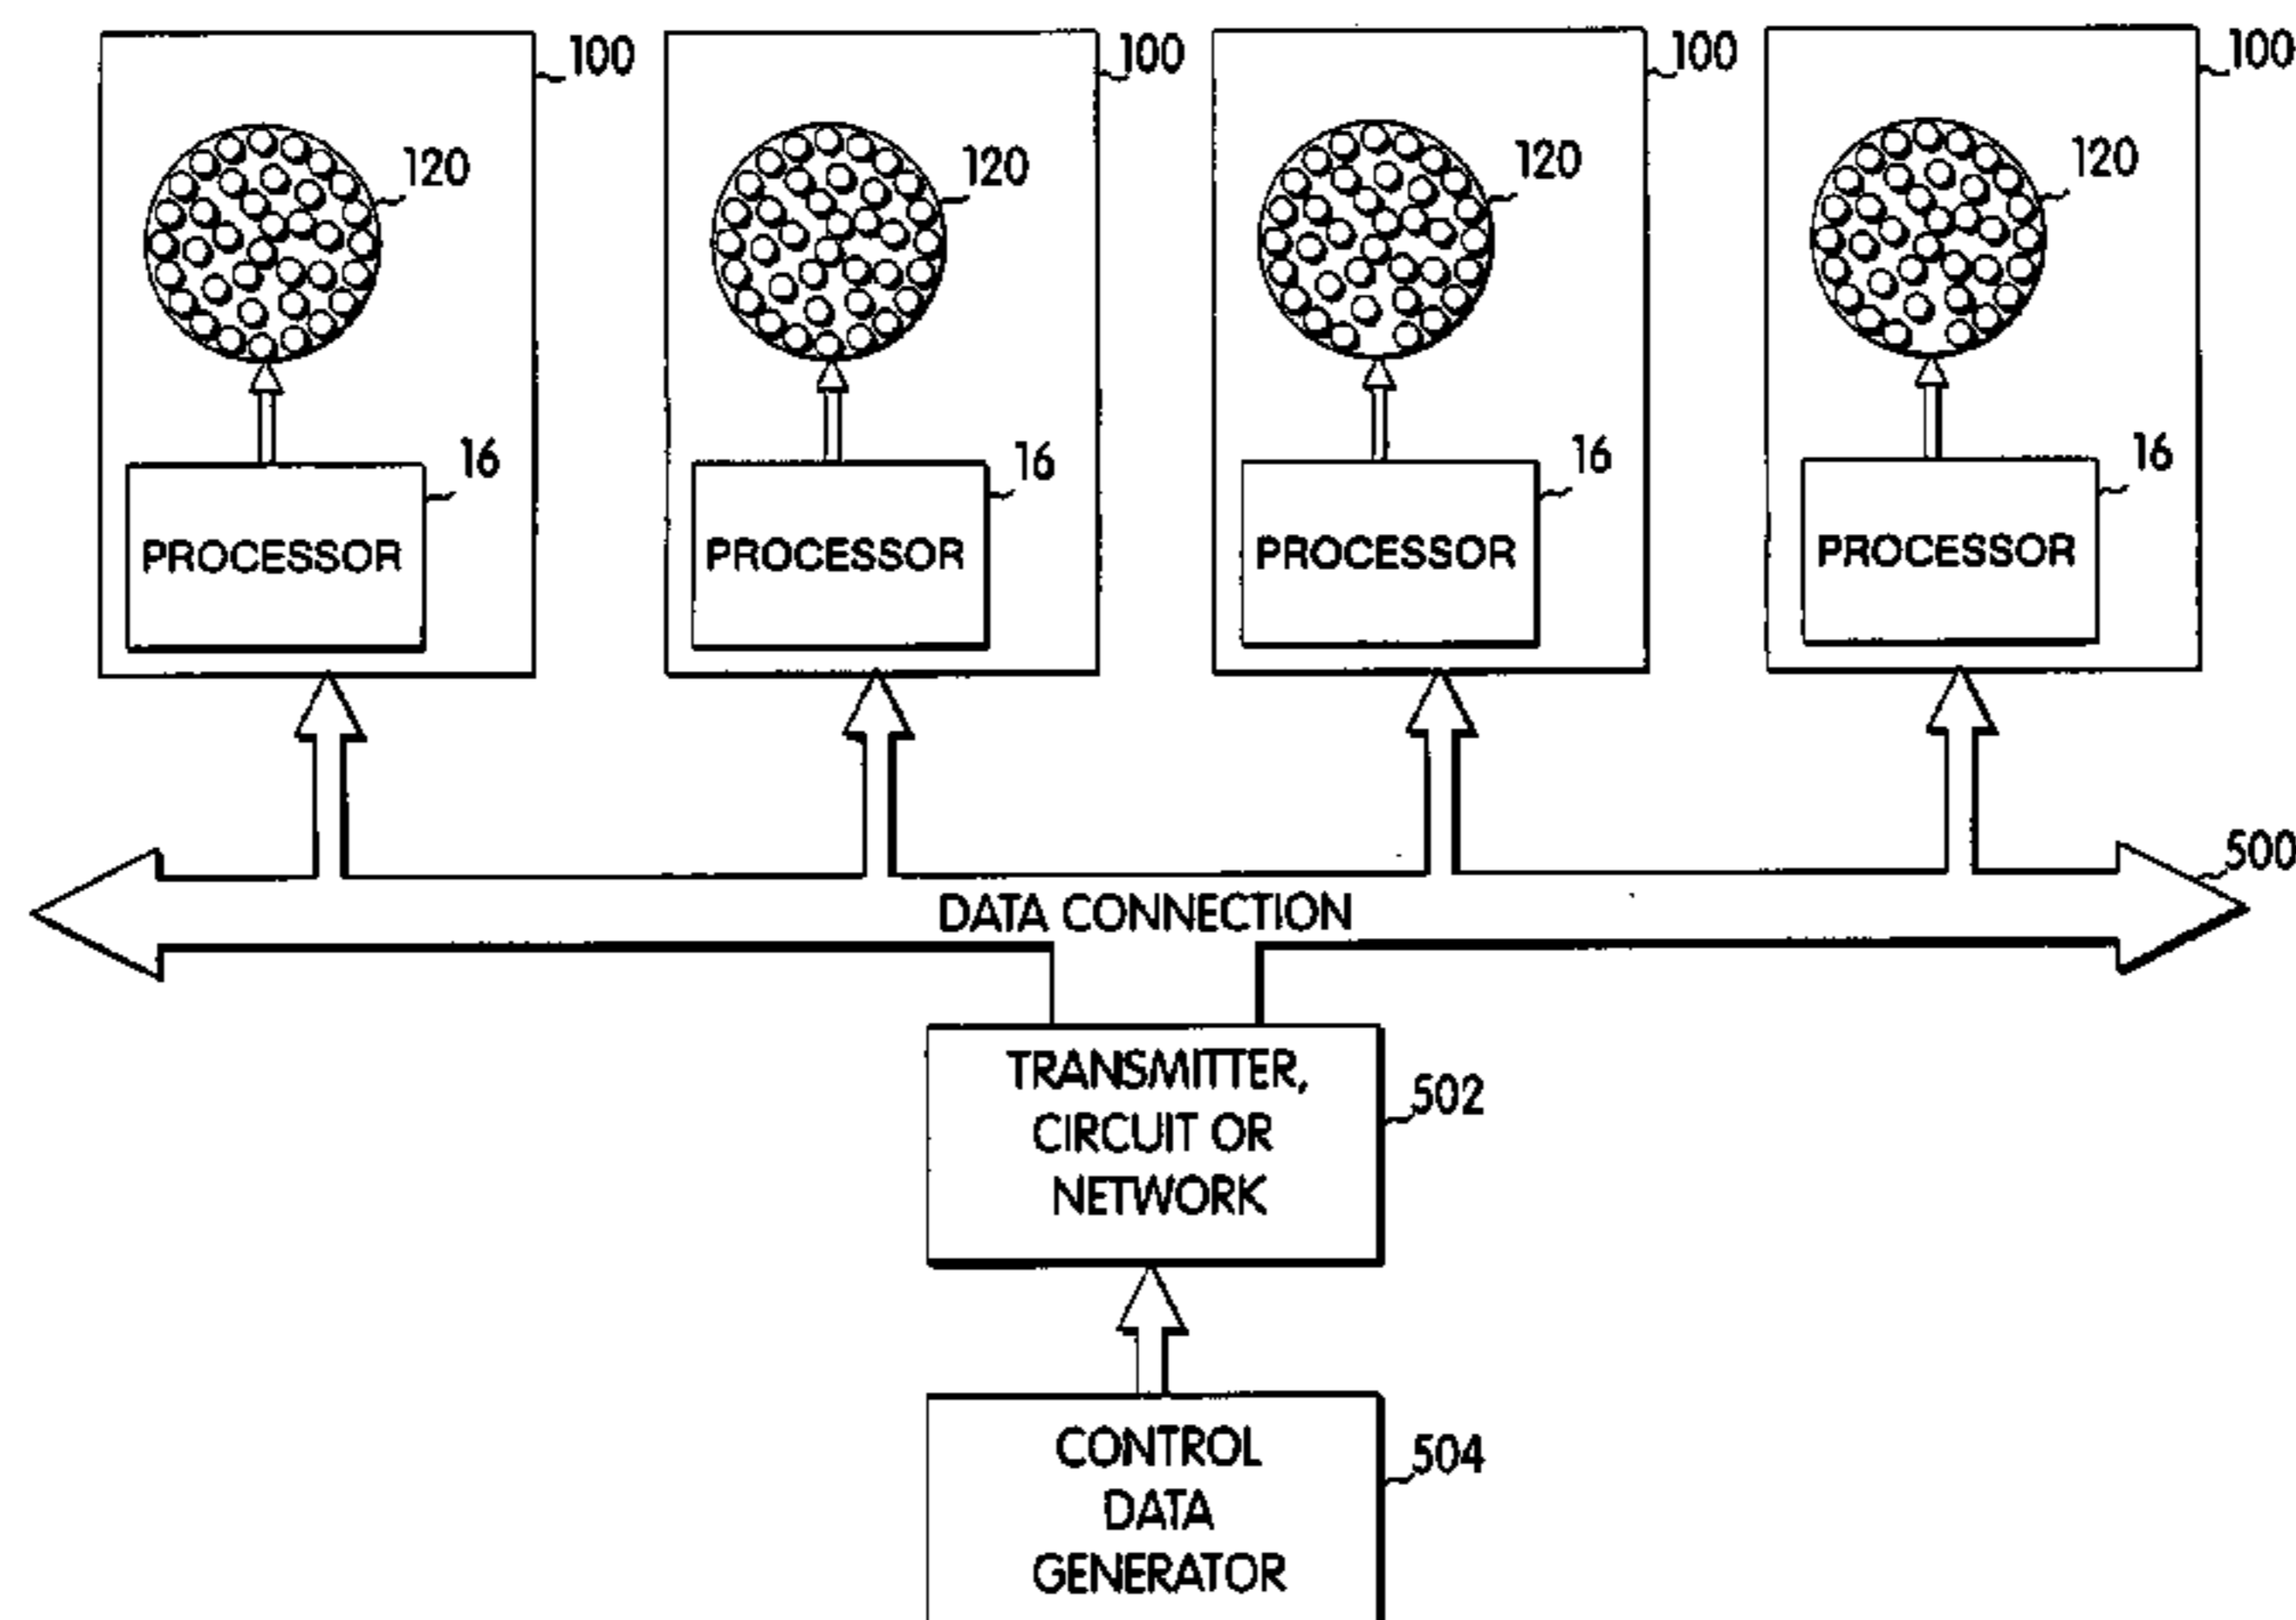 100 100 100 100
120 120 120 120
16 16 16 16
PROCESSOR PROCESSOR PROCESSOR PROCESSOR
500
DATA CONNECTION
TRANSMITTER,
CIRCUIT OR
NETWORK
502
CONTROL
DATA
GENERATOR
504